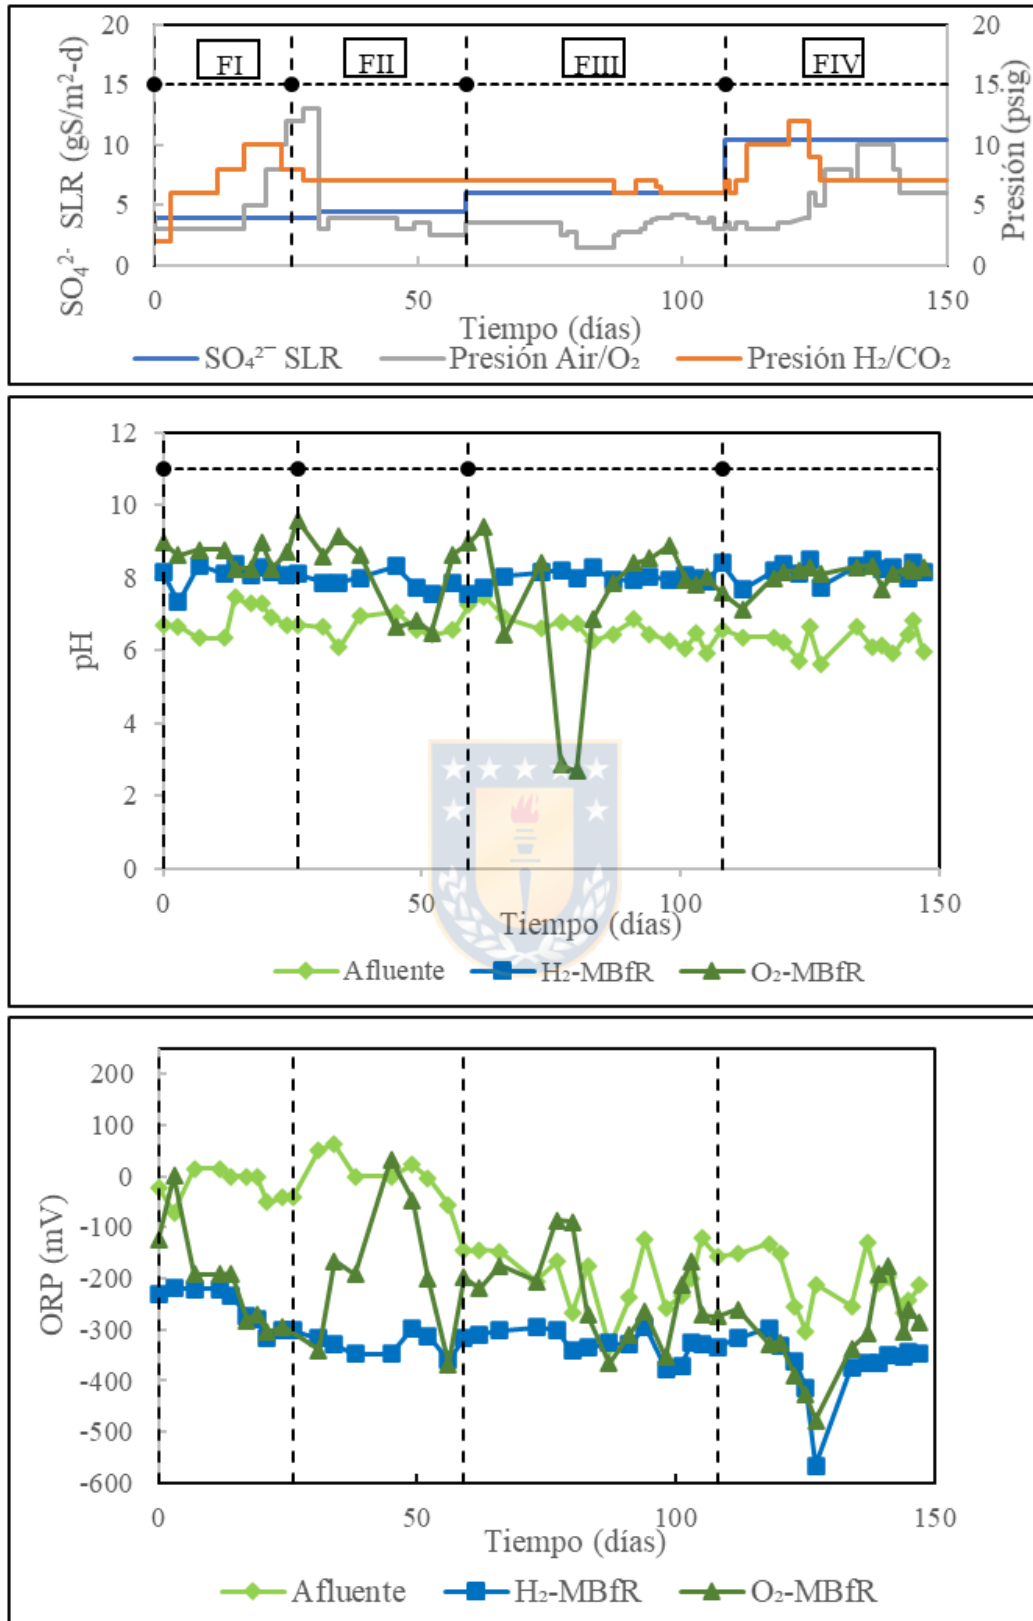 20
15
10
5
0
SO₄²⁻ SLR (gS/m²-d)
FI
FII
FIII
FIV
20
15
10
5
0
Presión (psig)
0
50
100
150
Tiempo (días)
SO₄²⁻ SLR
Presión Air/O₂
Presión H₂/CO₂
12
10
8
6
4
2
0
pH
0
50
100
150
Tiempo (días)
Afluente
H₂-MBfR
O₂-MBfR
200
100
0
-100
-200
-300
-400
-500
-600
ORP (mV)
0
50
100
150
Tiempo (días)
Afluente
H₂-MBfR
O₂-MBfR